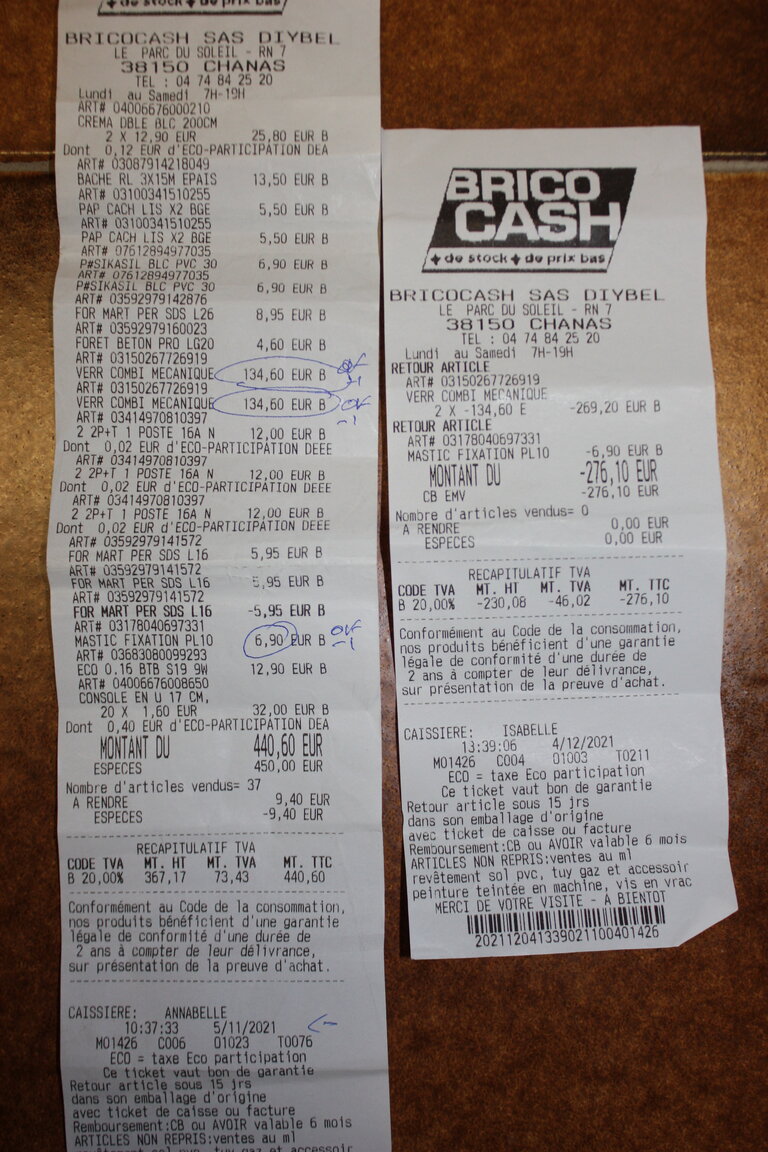 + de stock + de prix bas
BRICOCASH SAS DIYBEL
LE PARC DU SOLEIL - RN 7
38150 CHANAS
TEL : 04 74 84 25 20
Lundi au Samedi 7H-19H
ART# 04006676000210
CREMA DBLE BLC 200CM
2 X 12,90 EUR 25,80 EUR B
Dont 0,12 EUR d'ECO-PARTICIPATION DEA
ART# 03087914218049
BACHE RL 3X15M EPAIS 13,50 EUR B
ART# 03100341510255
PAP CACH LIS X2 BGE 5,50 EUR B
ART# 03100341510255
PAP CACH LIS X2 BGE 5,50 EUR B
ART# 07612894977035
P#SIKASIL BLC PVC 30 6,90 EUR B
ART# 07612894977035
P#SIKASIL BLC PVC 30 6,90 EUR B
ART# 03592979142876
FOR MART PER SDS L26 8,95 EUR B
ART# 03592979160023
FORET BETON PRO LG20 4,60 EUR B
ART# 03150267726919
VERR COMBI MECANIQUE 134,60 EUR B
-1
ART# 03150267726919
VERR COMBI MECANIQUE 134,60 EUR B
-1
ART# 03414970810397
2 2P+T 1 POSTE 16A N 12,00 EUR B
Dont 0,02 EUR d'ECO-PARTICIPATION DEEE
ART# 03414970810397
2 2P+T 1 POSTE 16A N 12,00 EUR B
Dont 0,02 EUR d'ECO-PARTICIPATION DEEE
ART# 03414970810397
2 2P+T 1 POSTE 16A N 12,00 EUR B
Dont 0,02 EUR d'ECO-PARTICIPATION DEEE
ART# 03592979141572
FOR MART PER SDS L16 5,95 EUR B
ART# 03592979141572
FOR MART PER SDS L16 5,95 EUR B
ART# 03592979141572
FOR MART PER SDS L16 -5,95 EUR B
ART# 03178040697331
MASTIC FIXATION PL10 6,90 EUR B
-1
ART# 03683080099293
ECO 0.16 BTB S19 9W 12,90 EUR B
ART# 04006676008650
CONSOLE EN U 17 CM,
20 X 1,60 EUR 32,00 EUR B
Dont 0,40 EUR d'ECO-PARTICIPATION DEA
MONTANT DU 440,60 EUR
ESPECES 450,00 EUR
Nombre d'articles vendus= 37
A RENDRE 9,40 EUR
ESPECES -9,40 EUR
RECAPITULATIF TVA
CODE TVA MT. HT MT. TVA MT. TTC
B 20,00% 367,17 73,43 440,60
Conformément au Code de la consommation,
nos produits bénéficient d'une garantie
légale de conformité d'une durée de
2 ans à compter de leur délivrance,
sur présentation de la preuve d'achat.
CAISSIERE: ANNABELLE
10:37:33 5/11/2021
M01426 C006 01023 T0076
ECO = taxe Eco participation
Ce ticket vaut bon de garantie
Retour article sous 15 jrs
dans son emballage d'origine
avec ticket de caisse ou facture
Remboursement:CB ou AVOIR valable 6 mois
ARTICLES NON REPRIS:ventes au ml
revêtement sol pvc, tuy gaz et accessoir
BRICO
CASH
+ de stock + de prix bas
BRICOCASH SAS DIYBEL
LE PARC DU SOLEIL - RN 7
38150 CHANAS
TEL : 04 74 84 25 20
Lundi au Samedi 7H-19H
RETOUR ARTICLE
ART# 03150267726919
VERR COMBI MECANIQUE
2 X -134,60 E -269,20 EUR B
RETOUR ARTICLE
ART# 03178040697331
MASTIC FIXATION PL10 -6,90 EUR B
MONTANT DU -276,10 EUR
CB EMV -276,10 EUR
Nombre d'articles vendus= 0
A RENDRE 0,00 EUR
ESPECES 0,00 EUR
RECAPITULATIF TVA
CODE TVA MT. HT MT. TVA MT. TTC
B 20,00% -230,08 -46,02 -276,10
Conformément au Code de la consommation,
nos produits bénéficient d'une garantie
légale de conformité d'une durée de
2 ans à compter de leur délivrance,
sur présentation de la preuve d'achat.
CAISSIERE: ISABELLE
13:39:06 4/12/2021
M01426 C004 01003 T0211
ECO = taxe Eco participation
Ce ticket vaut bon de garantie
Retour article sous 15 jrs
dans son emballage d'origine
avec ticket de caisse ou facture
Remboursement:CB ou AVOIR valable 6 mois
ARTICLES NON REPRIS:ventes au ml
revêtement sol pvc, tuy gaz et accessoir
peinture teintée en machine, vis en vrac
MERCI DE VOTRE VISITE - A BIENTOT
20211204133902110​0401426